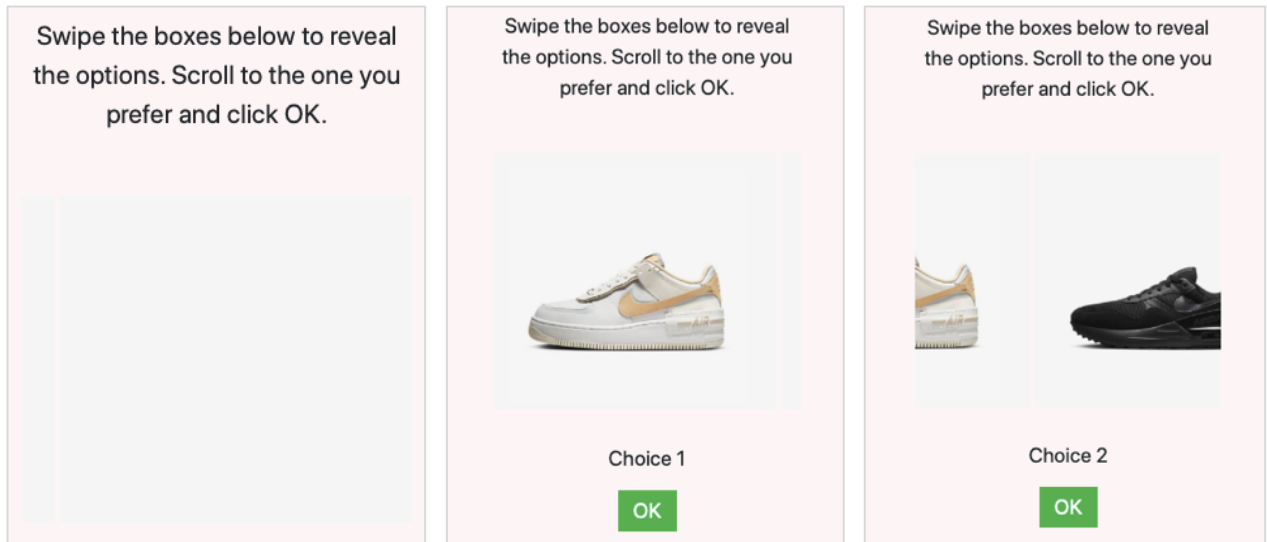 Swipe the boxes below to reveal
the options. Scroll to the one you
prefer and click OK.
Swipe the boxes below to reveal
the options. Scroll to the one you
prefer and click OK.
AIR
Choice 1
OK
Swipe the boxes below to reveal
the options. Scroll to the one you
prefer and click OK.
AIR
Choice 2
OK